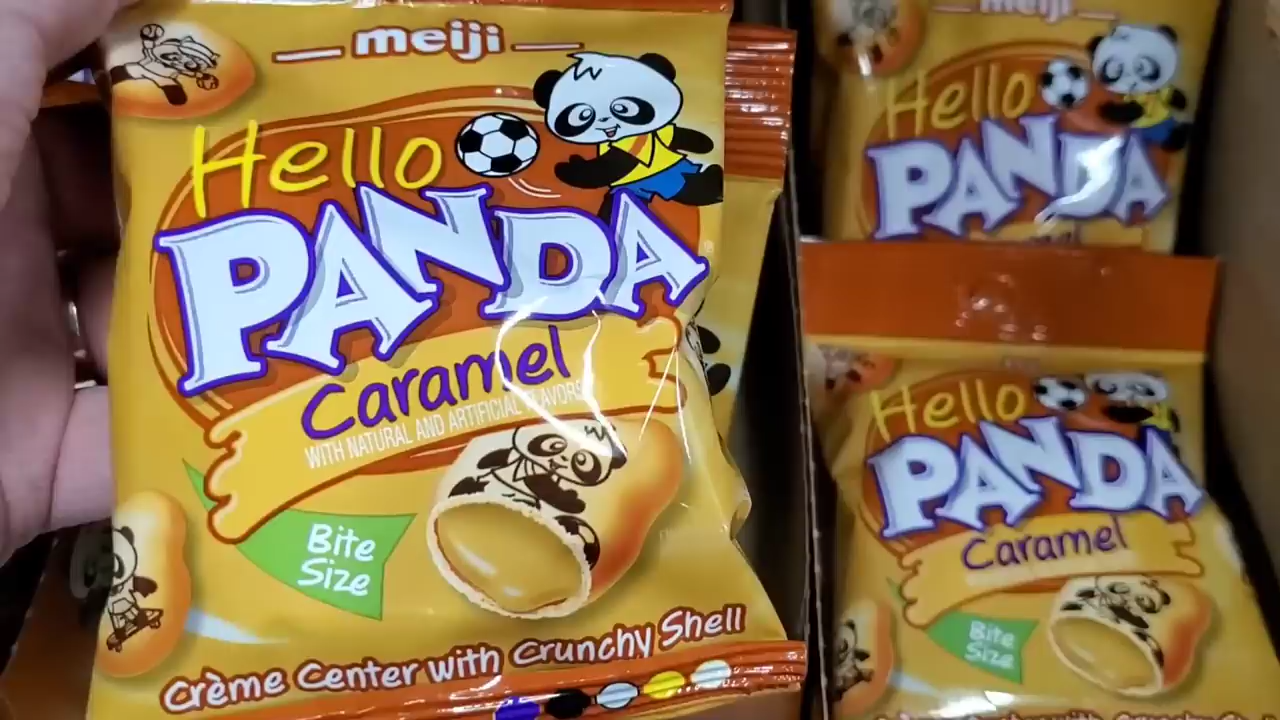 meiji
Hello
PANDA
Caramel
WITH NATURAL AND ARTIFICIAL FLAVORS
Bite
Size
Crème Center with Crunchy Shell
meiji
Hello
PANDA
Hello
PANDA
Caramel
Bite
Size